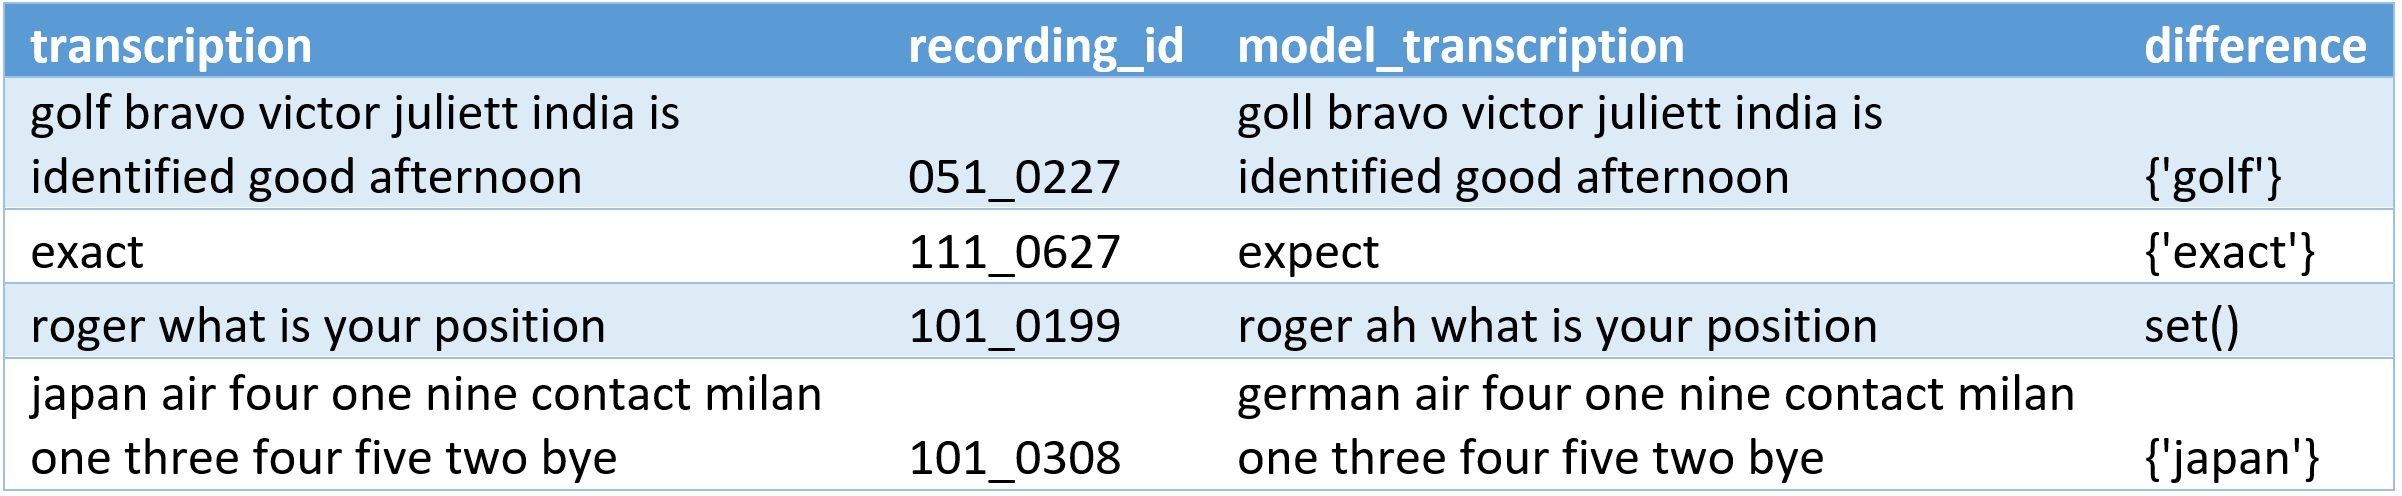 transcription recording_id model_transcription difference
golf bravo victor juliett india is goll bravo victor juliett india is
identified good afternoon 051_0227 identified good afternoon {'golf'}
exact 111_0627 expect {'exact'}
roger what is your position 101_0199 roger ah what is your position set()
japan air four one nine contact milan german air four one nine contact milan
one three four five two bye 101_0308 one three four five two bye {'japan'}